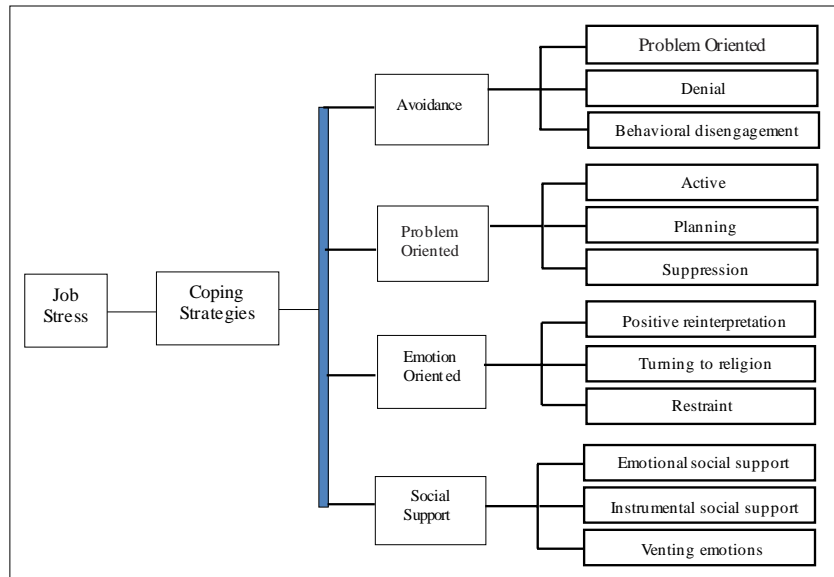 Job
Stress
Coping
Strategies
Avoidance
Problem Oriented
Denial
Behavioral disengagement
Problem
Oriented
Active
Planning
Suppression
Emotion
Oriented
Positive reinterpretation
Turning to religion
Restraint
Social
Support
Emotional social support
Instrumental social support
Venting emotions